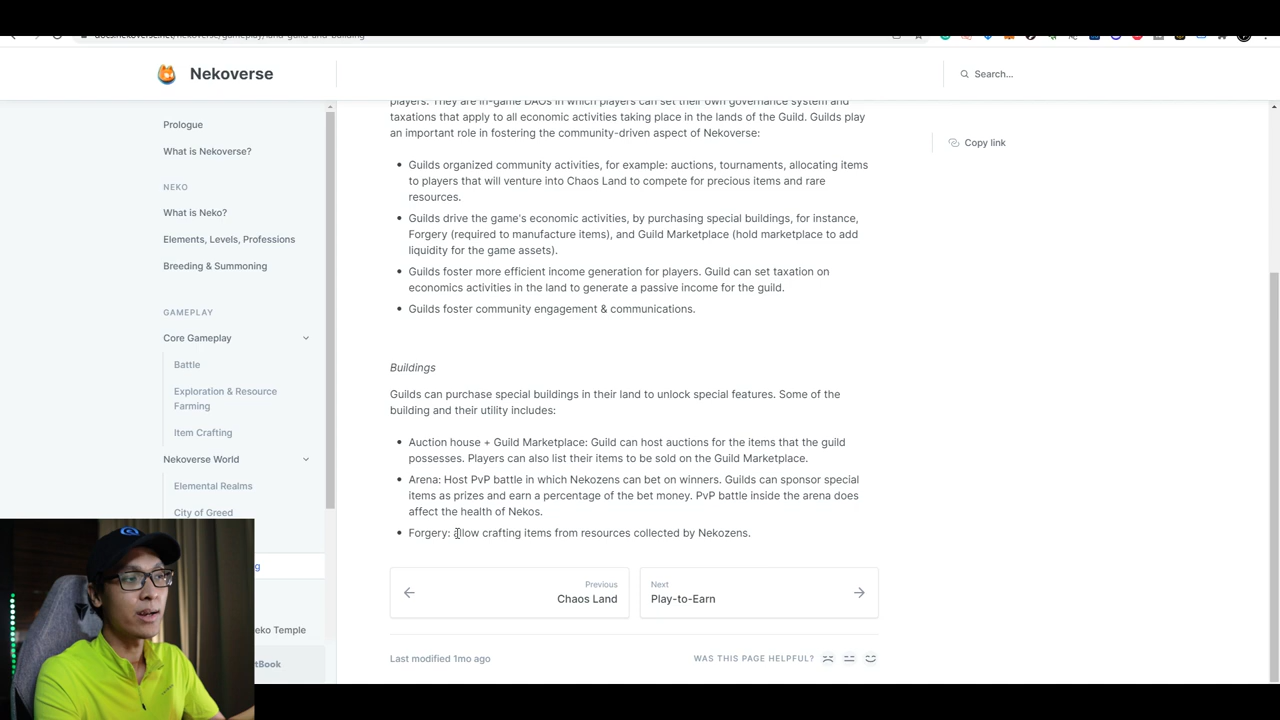 docs.nekoverse.net/nekoverse/gameplay/land-guild-and-building
Nekoverse
Search...
Prologue
What is Nekoverse?
NEKO
What is Neko?
Elements, Levels, Professions
Breeding & Summoning
GAMEPLAY
Core Gameplay
Battle
Exploration & Resource
Farming
Item Crafting
Nekoverse World
Elemental Realms
City of Greed
g
eko Temple
tBook
players. They are in-game DAOs in which players can set their own governance system and
taxations that apply to all economic activities taking place in the lands of the Guild. Guilds play
an important role in fostering the community-driven aspect of Nekoverse:
Guilds organized community activities, for example: auctions, tournaments, allocating items
to players that will venture into Chaos Land to compete for precious items and rare
resources.
Guilds drive the game's economic activities, by purchasing special buildings, for instance,
Forgery (required to manufacture items), and Guild Marketplace (hold marketplace to add
liquidity for the game assets).
Guilds foster more efficient income generation for players. Guild can set taxation on
economics activities in the land to generate a passive income for the guild.
Guilds foster community engagement & communications.
Buildings
Guilds can purchase special buildings in their land to unlock special features. Some of the
building and their utility includes:
Auction house + Guild Marketplace: Guild can host auctions for the items that the guild
possesses. Players can also list their items to be sold on the Guild Marketplace.
Arena: Host PvP battle in which Nekozens can bet on winners. Guilds can sponsor special
items as prizes and earn a percentage of the bet money. PvP battle inside the arena does
affect the health of Nekos.
Forgery: allow crafting items from resources collected by Nekozens.
Previous
Chaos Land
Next
Play-to-Earn
Last modified 1mo ago
WAS THIS PAGE HELPFUL?
Copy link